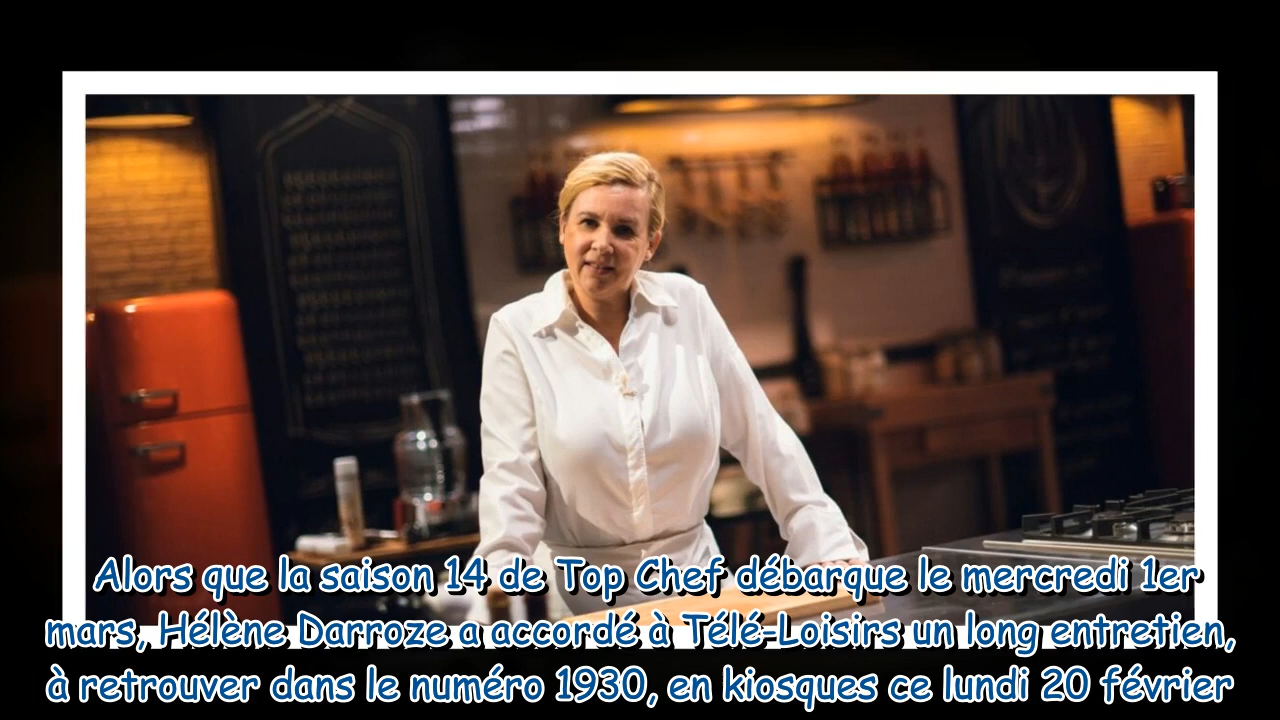 Alors que la saison 14 de Top Chef débarque le mercredi 1er
mars, Hélène Darroze a accordé à Télé-Loisirs un long entretien,
à retrouver dans le numéro 1930, en kiosques ce lundi 20 février